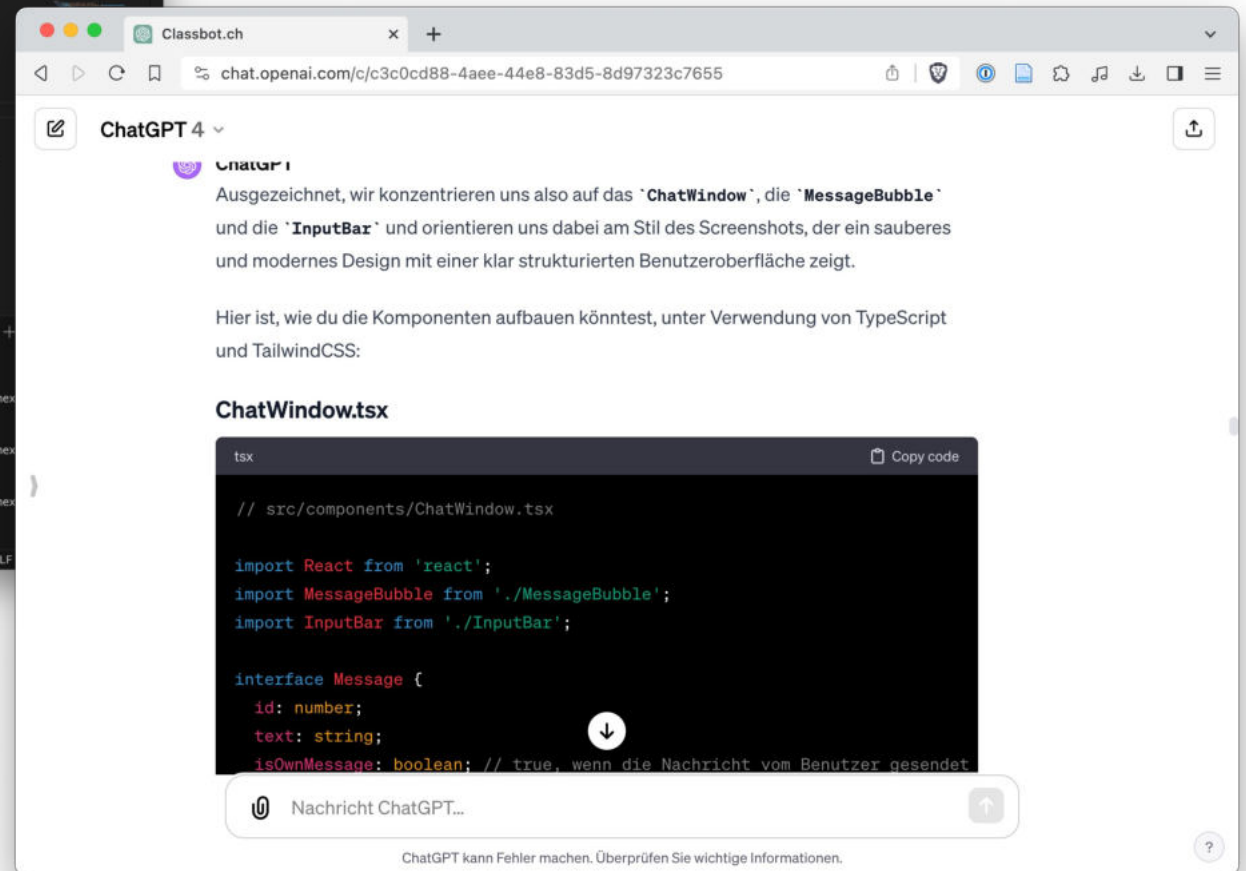 Classbot.ch
chat.openai.com/c/c3c0cd88-4aee-44e8-83d5-8d97323c7655
ChatGPT 4
ChatGPT
Ausgezeichnet, wir konzentrieren uns also auf das `ChatWindow`, die `MessageBubble`
und die `InputBar` und orientieren uns dabei am Stil des Screenshots, der ein sauberes
und modernes Design mit einer klar strukturierten Benutzeroberfläche zeigt.
Hier ist, wie du die Komponenten aufbauen könntest, unter Verwendung von TypeScript
und TailwindCSS:
ChatWindow.tsx
tsx Copy code
// src/components/ChatWindow.tsx
import React from 'react';
import MessageBubble from './MessageBubble';
import InputBar from './InputBar';
interface Message {
id: number;
text: string;
isOwnMessage: boolean; // true, wenn die Nachricht vom Benutzer gesendet
Nachricht ChatGPT...
ChatGPT kann Fehler machen. Überprüfen Sie wichtige Informationen.
?